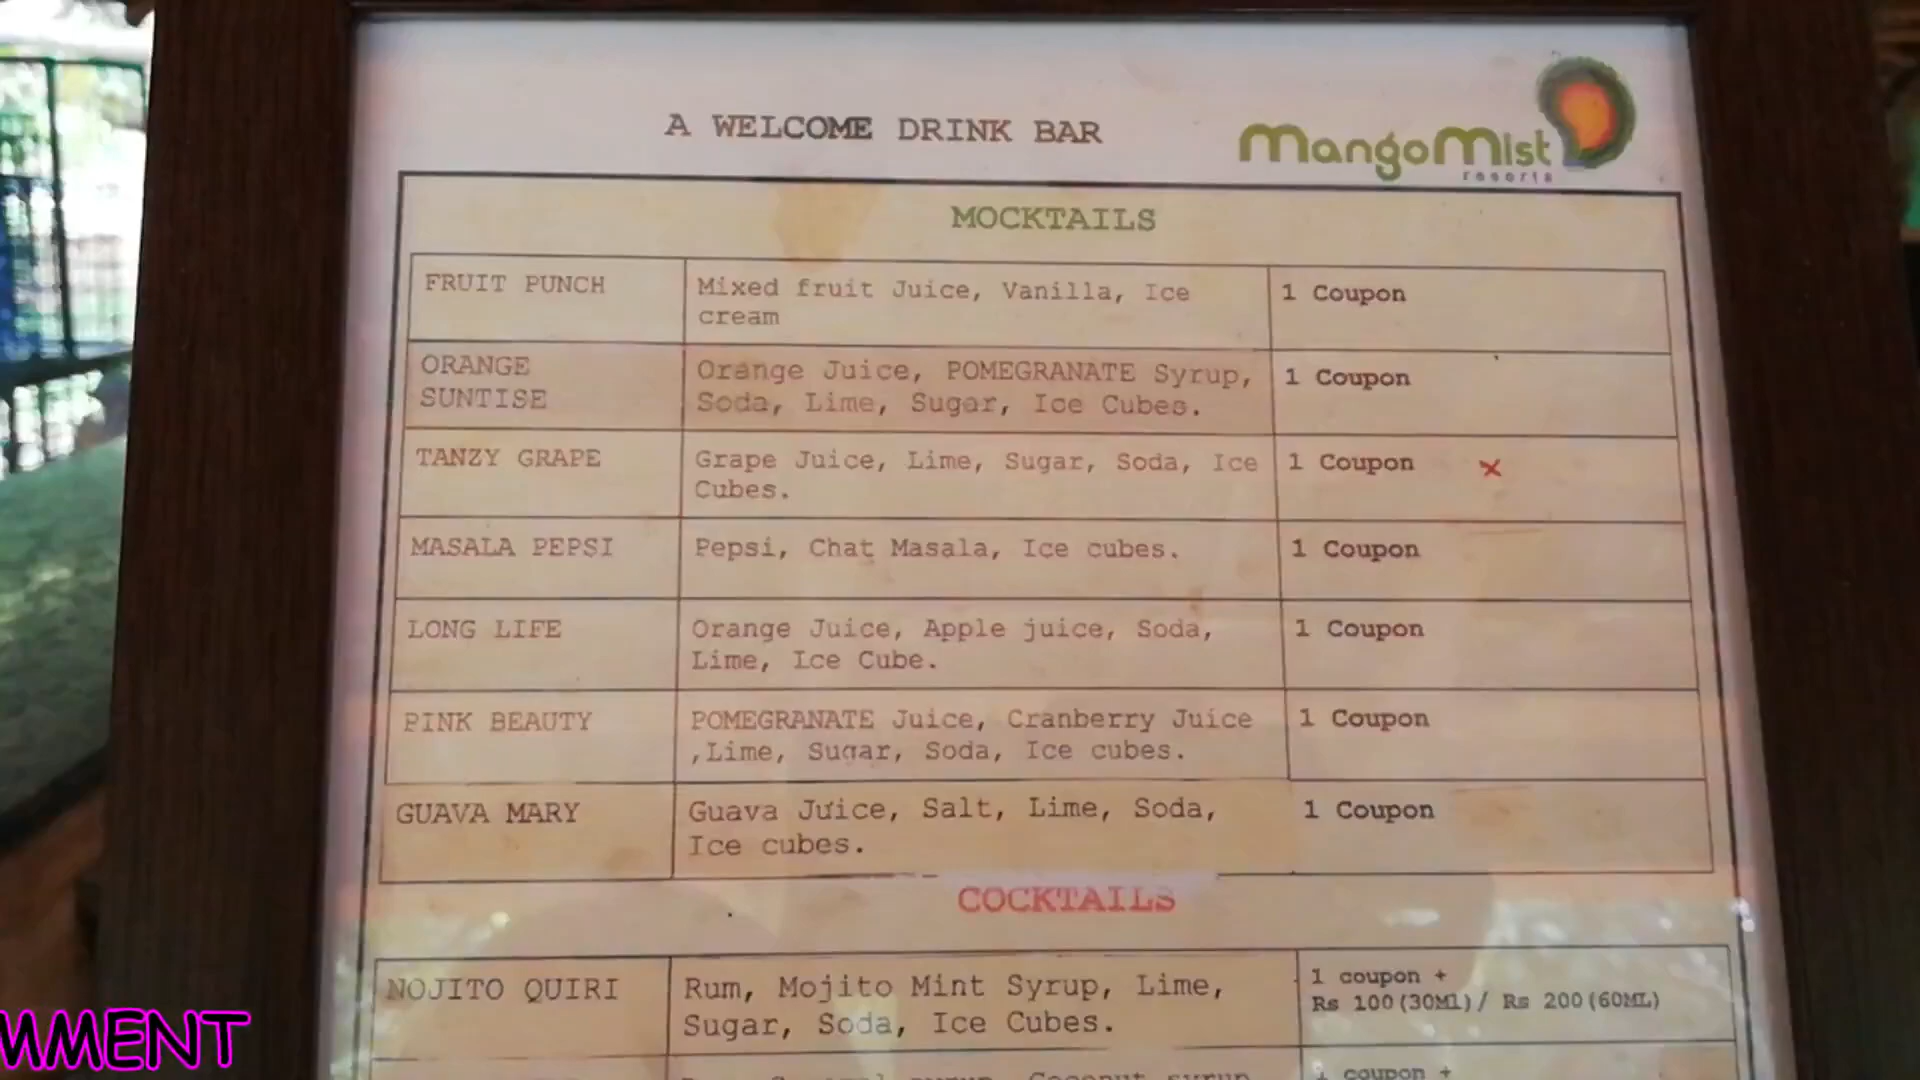 A WELCOME DRINK BAR
MangoMist
resorts
MOCKTAILS
FRUIT PUNCH
Mixed fruit Juice, Vanilla, Ice
cream
1 Coupon
ORANGE
SUNTISE
Orange Juice, POMEGRANATE Syrup,
Soda, Lime, Sugar, Ice Cubes.
1 Coupon
TANZY GRAPE
Grape Juice, Lime, Sugar, Soda, Ice
Cubes.
1 Coupon x
MASALA PEPSI
Pepsi, Chat Masala, Ice cubes.
1 Coupon
LONG LIFE
Orange Juice, Apple juice, Soda,
Lime, Ice Cube.
1 Coupon
PINK BEAUTY
POMEGRANATE Juice, Cranberry Juice
,Lime, Sugar, Soda, Ice cubes.
1 Coupon
GUAVA MARY
Guava Juice, Salt, Lime, Soda,
Ice cubes.
1 Coupon
COCKTAILS
NOJITO QUIRI
Rum, Mojito Mint Syrup, Lime,
Sugar, Soda, Ice Cubes.
1 coupon +
Rs 100(30Ml)/ Rs 200(60ML)
syrup, Coconut syrup
1 coupon +
MMENT